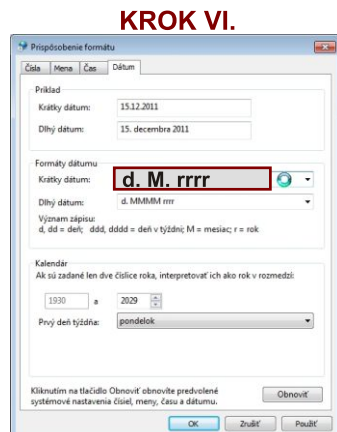 KROK VI.
Prispôsobenie formátu
Čísla Mena Čas Dátum
Príklad
Krátky dátum: 15.12.2011
Dlhý dátum: 15. decembra 2011
Formáty dátumu
Krátky dátum: d. M. rrrr
Dlhý dátum: d. MMMM rrrr
Význam zápisu:
d, dd = deň; ddd, dddd = deň v týždni; M = mesiac; r = rok
Kalendár
Ak sú zadané len dve číslice roka, interpretovať ich ako rok v rozmedzí:
1930 a 2029
Prvý deň týždňa: pondelok
Kliknutím na tlačidlo Obnoviť obnovíte predvolené
systémové nastavenia čísiel, meny, času a dátumu.
Obnoviť
OK Zrušiť Použiť